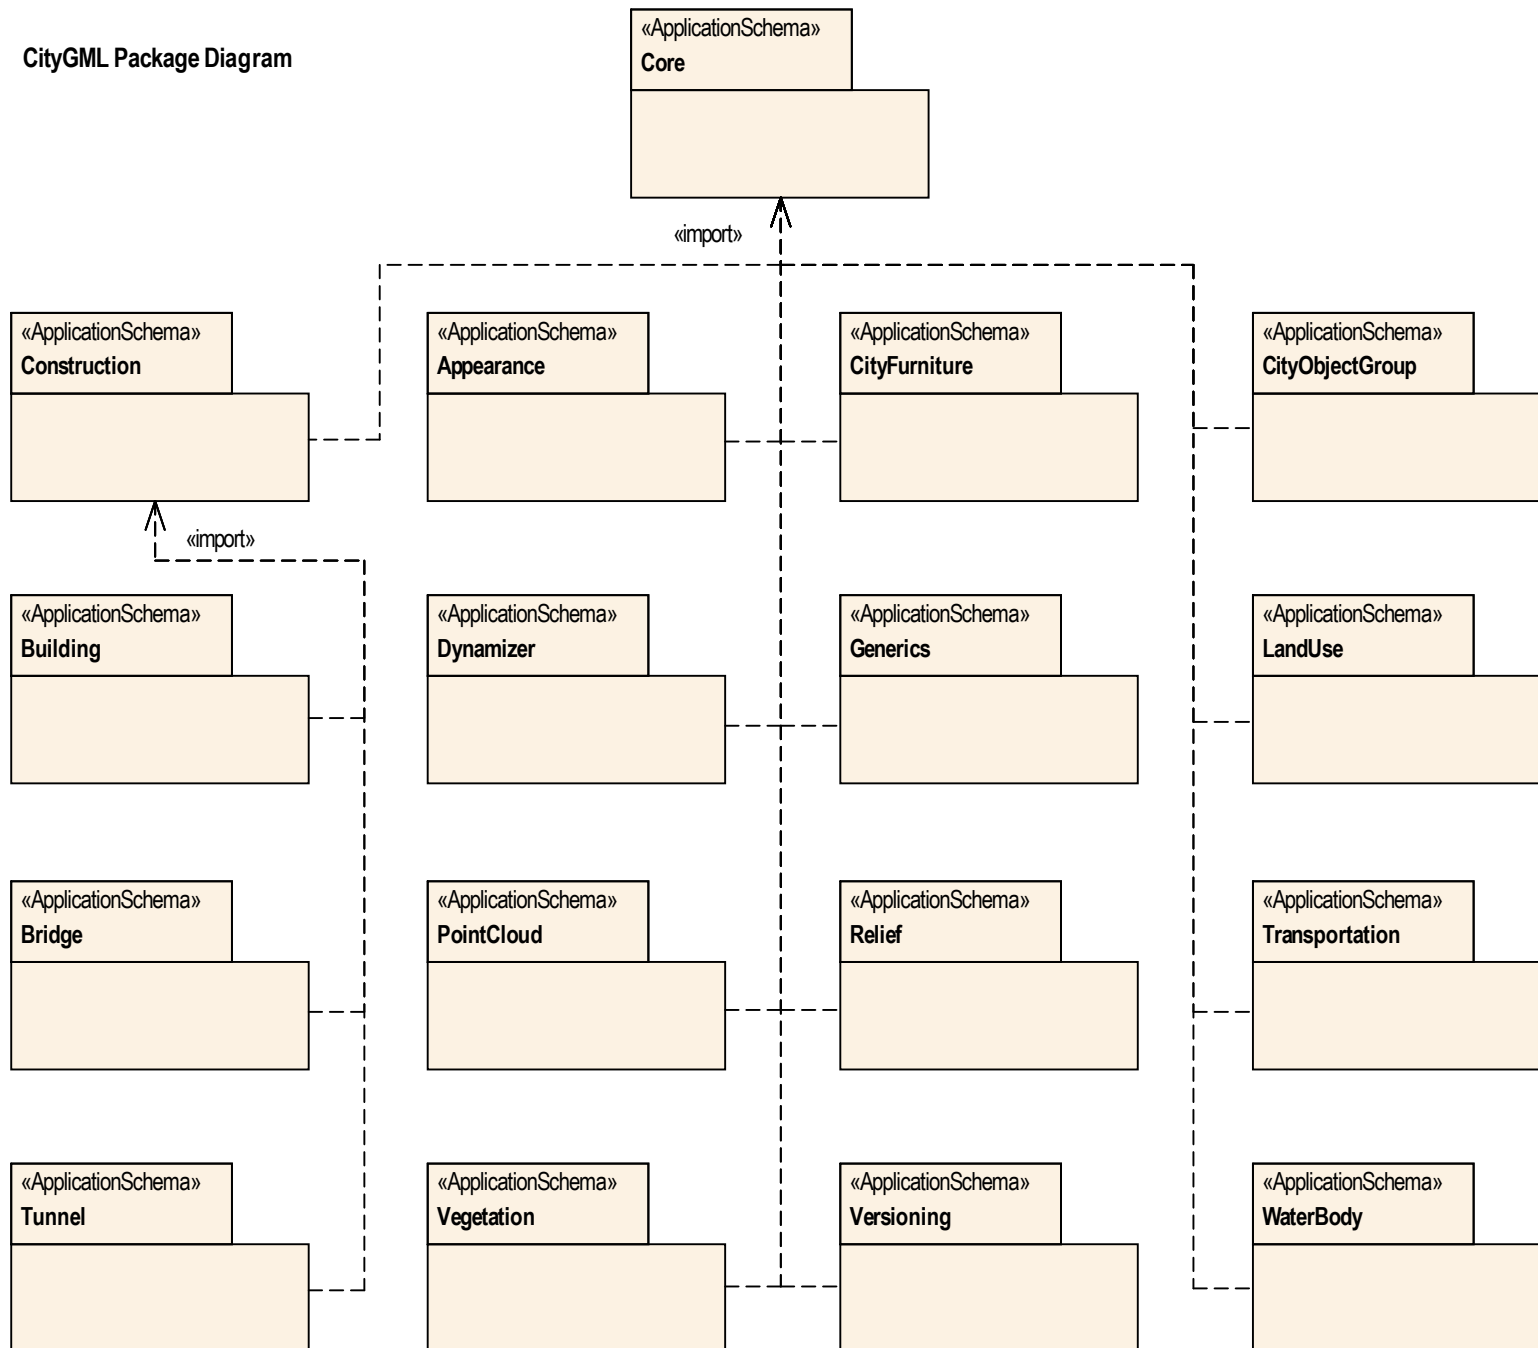 CityGML Package Diagram
«ApplicationSchema»
Core
«import»
«ApplicationSchema»
Construction
«ApplicationSchema»
Appearance
«ApplicationSchema»
CityFurniture
«ApplicationSchema»
CityObjectGroup
«import»
«ApplicationSchema»
Building
«ApplicationSchema»
Dynamizer
«ApplicationSchema»
Generics
«ApplicationSchema»
LandUse
«ApplicationSchema»
Bridge
«ApplicationSchema»
PointCloud
«ApplicationSchema»
Relief
«ApplicationSchema»
Transportation
«ApplicationSchema»
Tunnel
«ApplicationSchema»
Vegetation
«ApplicationSchema»
Versioning
«ApplicationSchema»
WaterBody